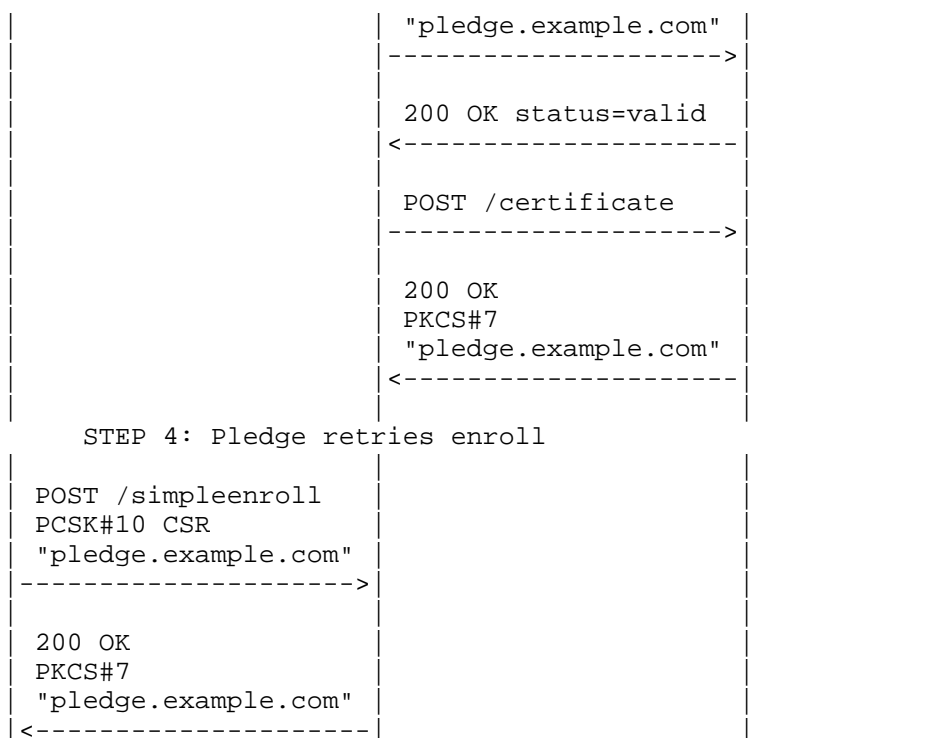 "pledge.example.com"
200 OK status=valid
POST /certificate
200 OK
PKCS#7
"pledge.example.com"
STEP 4: Pledge retries enroll
POST /simpleenroll
PCSK#10 CSR
"pledge.example.com"
200 OK
PKCS#7
"pledge.example.com"